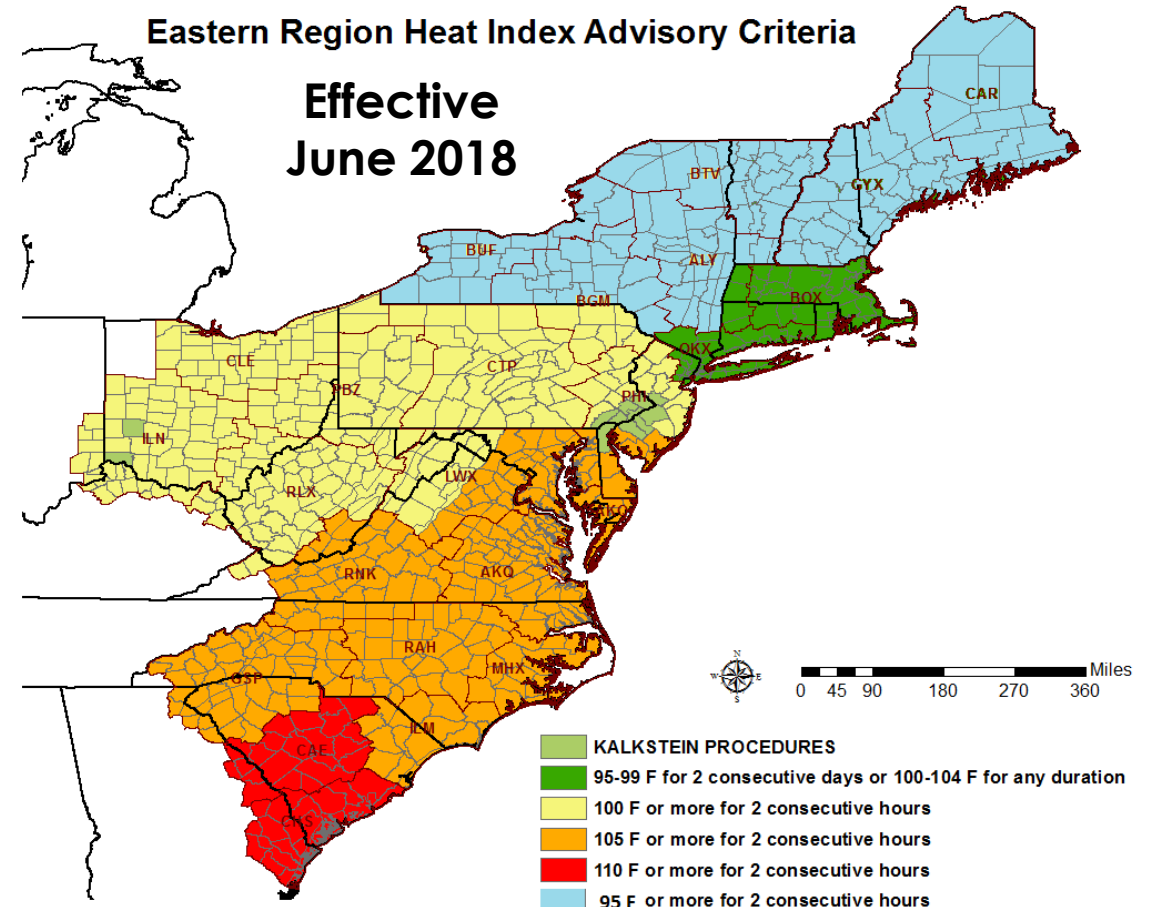 Eastern Region Heat Index Advisory Criteria
Effective
June 2018
CAR
BTV
GYX
BUF
ALY
BGM
BOX
OKX
CLE
CTP
PBZ
PHI
ILN
LWX
RLX
AKQ
RNK
AKQ
RAH
MHX
GSP
ILM
CAE
CHS
N
W
E
S
Miles
0 45 90 180 270 360
KALKSTEIN PROCEDURES
95-99 F for 2 consecutive days or 100-104 F for any duration
100 F or more for 2 consecutive hours
105 F or more for 2 consecutive hours
110 F or more for 2 consecutive hours
95 F or more for 2 consecutive hours